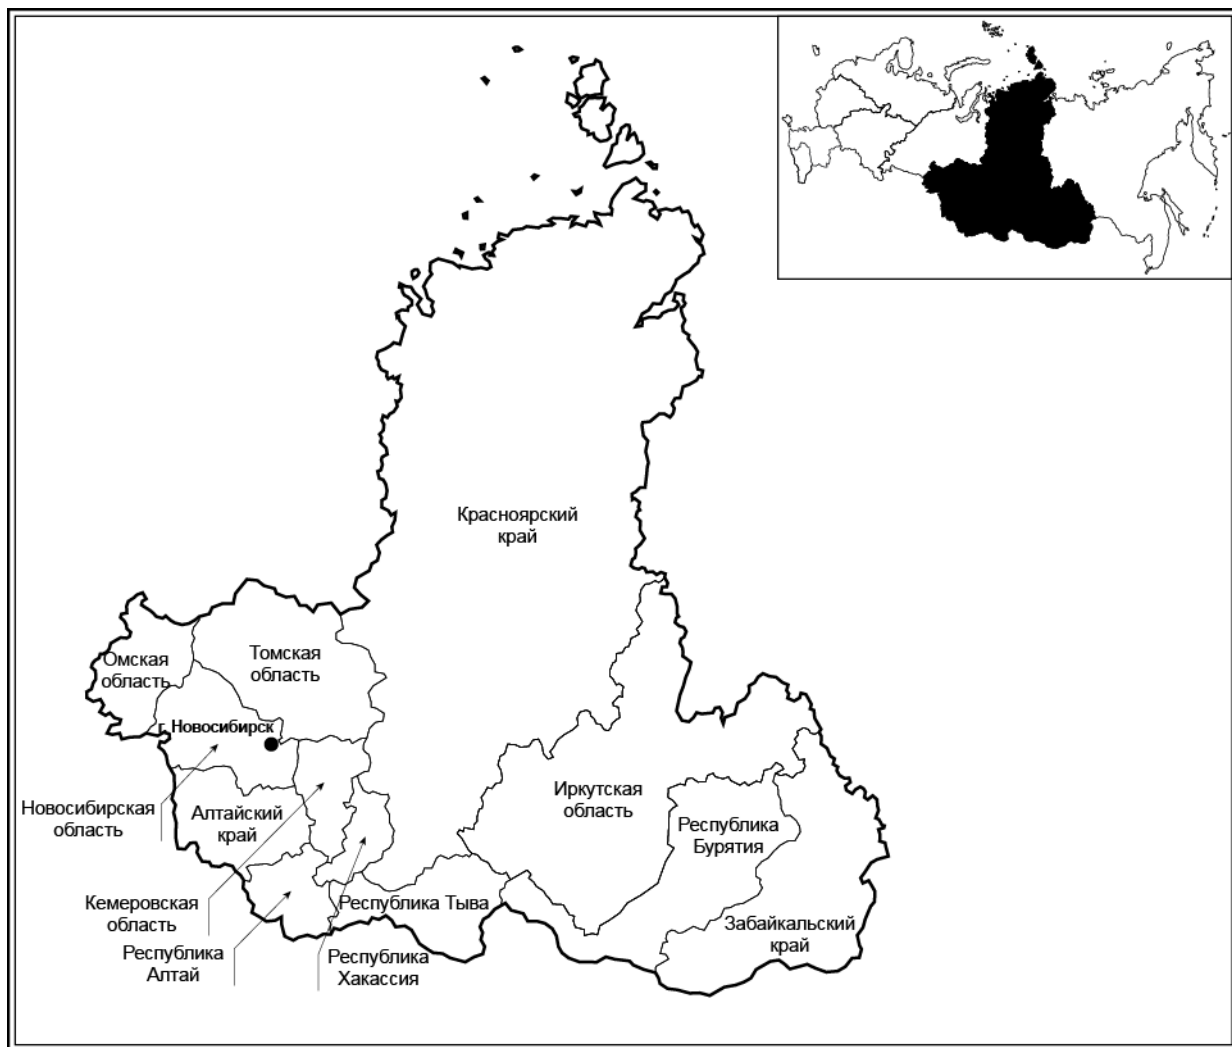 Красноярский
край
Томская
область
Омская
область
г. Новосибирск
Новосибирская
область
Алтайский
край
Иркутская
область
Республика
Бурятия
Кемеровская
область
Республика Тыва
Забайкальский
край
Республика
Алтай
Республика
Хакассия